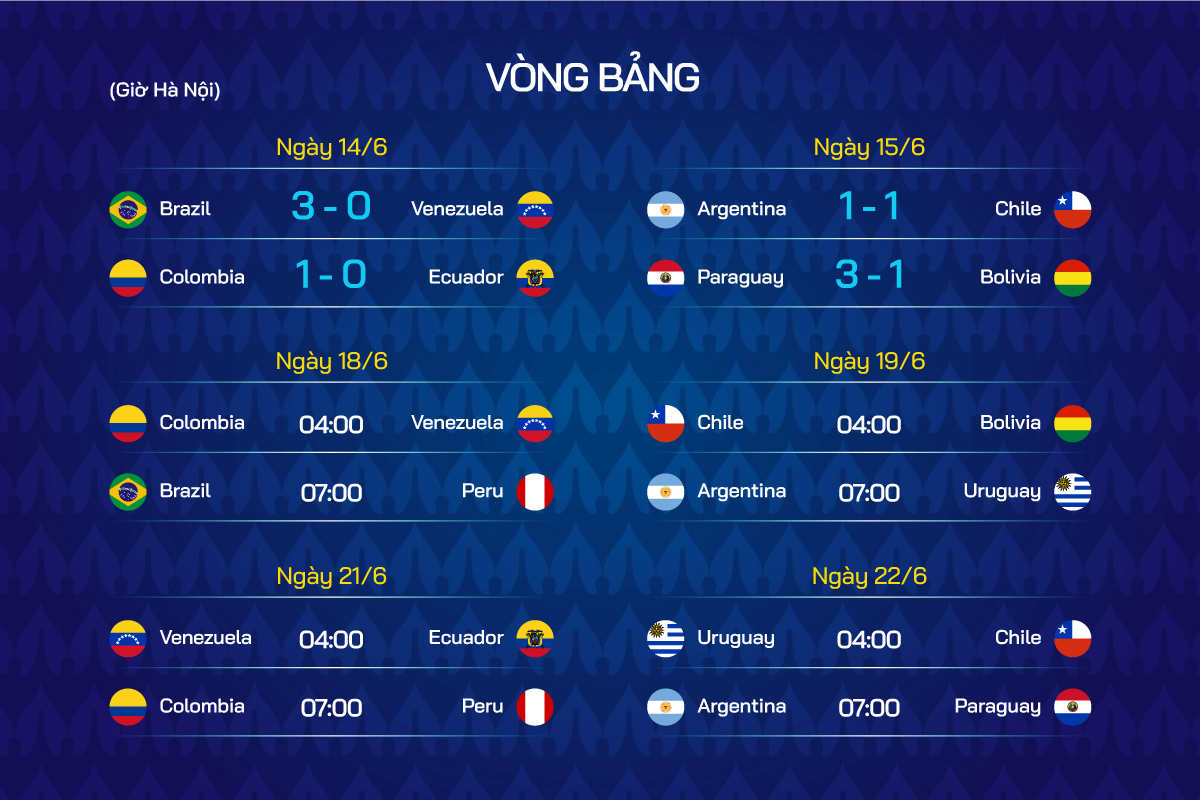 VÒNG BẢNG
(Giờ Hà Nội)
Ngày 14/6
Brazil 3 - 0 Venezuela
Colombia 1 - 0 Ecuador
Ngày 15/6
Argentina 1 - 1 Chile
Paraguay 3 - 1 Bolivia
Ngày 18/6
Colombia 04:00 Venezuela
Brazil 07:00 Peru
Ngày 19/6
Chile 04:00 Bolivia
Argentina 07:00 Uruguay
Ngày 21/6
Venezuela 04:00 Ecuador
Colombia 07:00 Peru
Ngày 22/6
Uruguay 04:00 Chile
Argentina 07:00 Paraguay